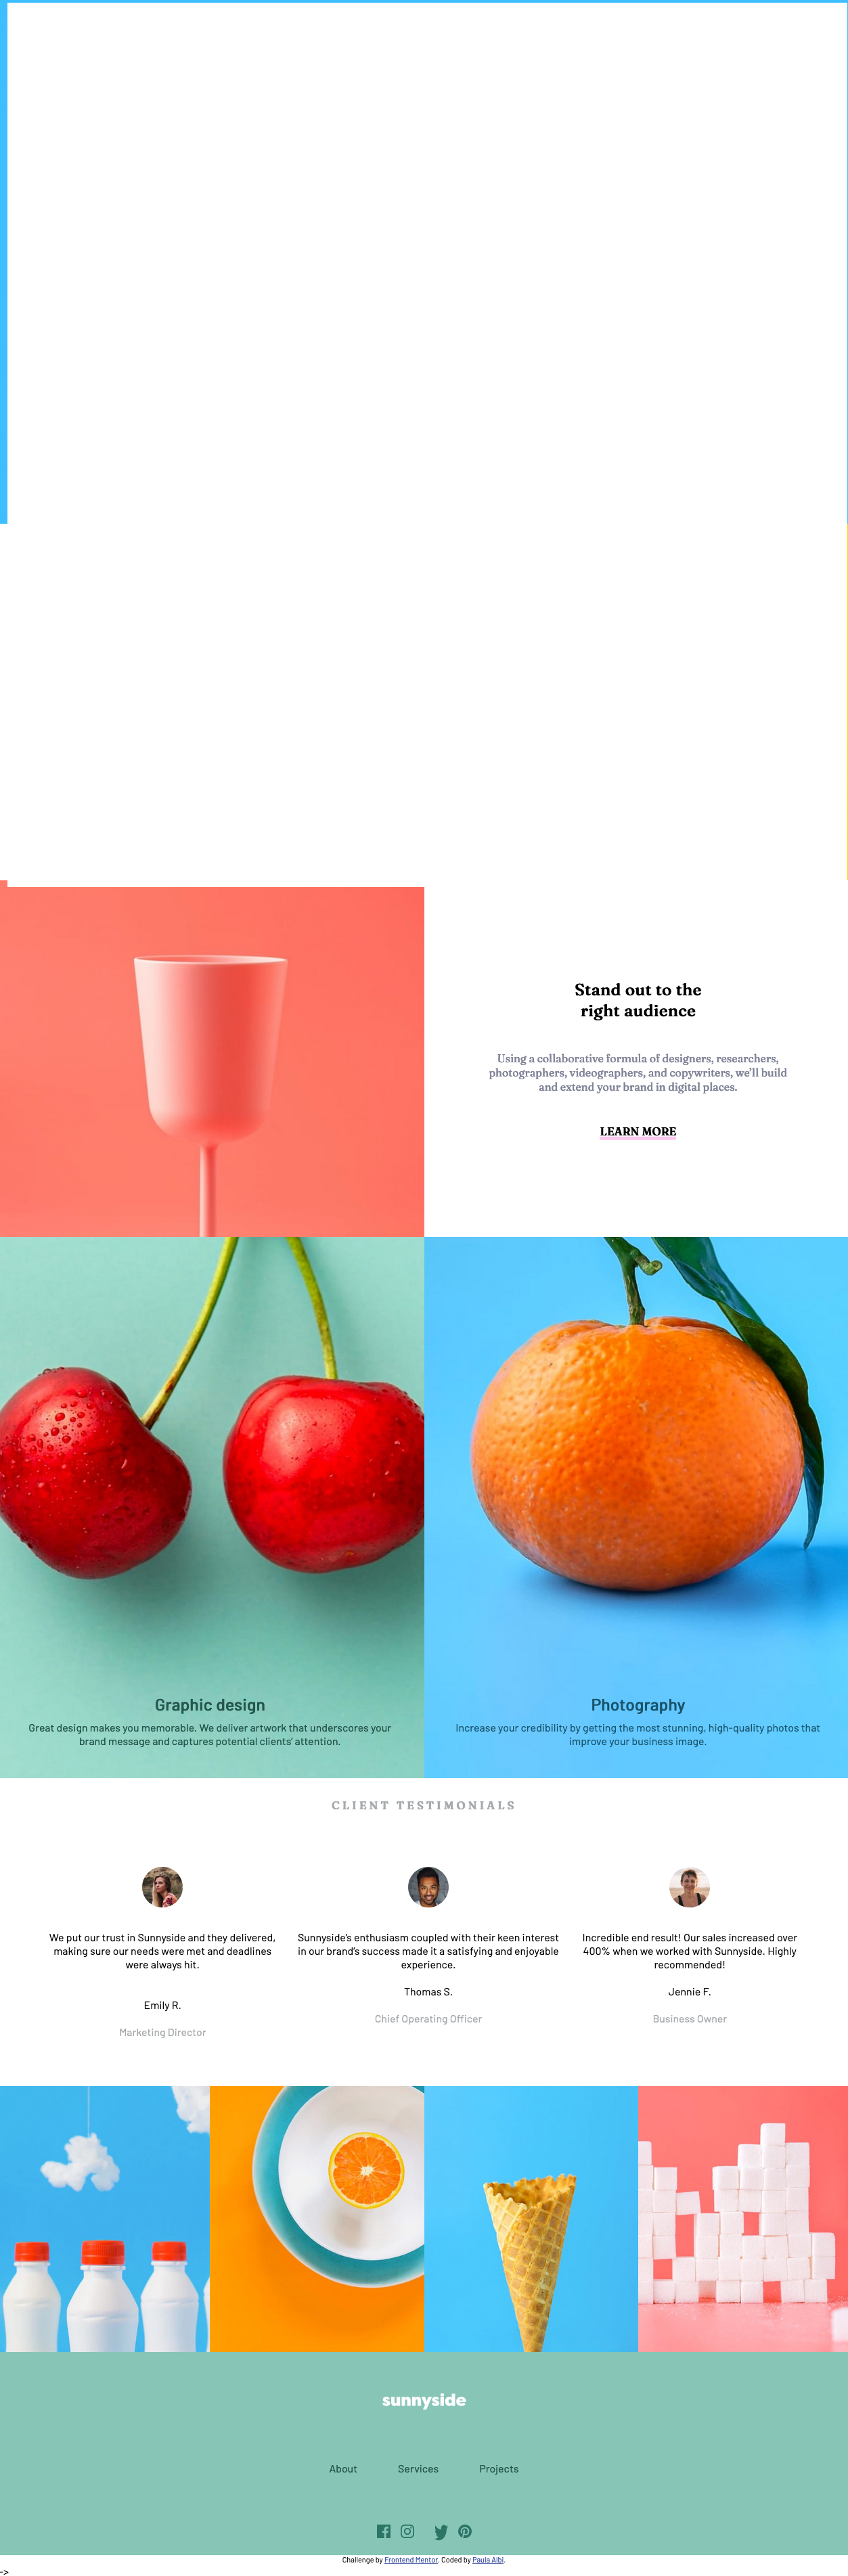 Stand out to the
right audience
Using a collaborative formula of designers, researchers,
photographers, videographers, and copywriters, we’ll build
and extend your brand in digital places.
LEARN MORE
Graphic design
Great design makes you memorable. We deliver artwork that underscores your
brand message and captures potential clients’ attention.
Photography
Increase your credibility by getting the most stunning, high-quality photos that
improve your business image.
CLIENT TESTIMONIALS
We put our trust in Sunnyside and they delivered,
making sure our needs were met and deadlines
were always hit.
Emily R.
Marketing Director
Sunnyside’s enthusiasm coupled with their keen interest
in our brand’s success made it a satisfying and enjoyable
experience.
Thomas S.
Chief Operating Officer
Incredible end result! Our sales increased over
400% when we worked with Sunnyside. Highly
recommended!
Jennie F.
Business Owner
sunnyside
About Services Projects
Challenge by Frontend Mentor. Coded by Paula Albi.
->